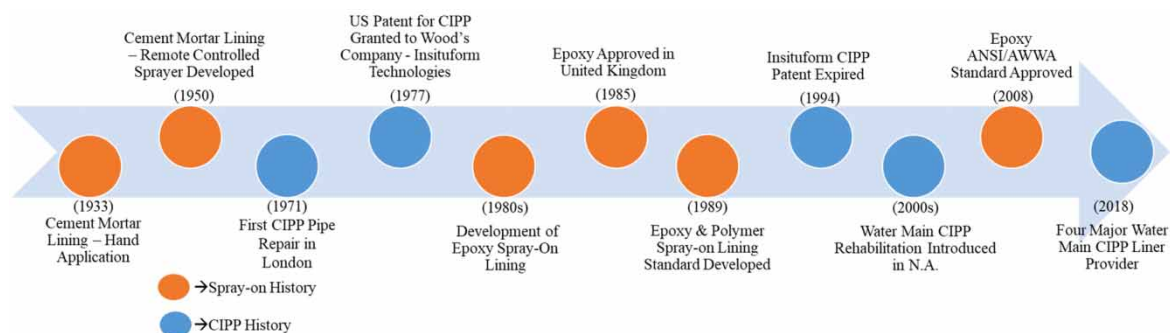 Cement Mortar Lining
– Remote Controlled
Sprayer Developed
(1950)
US Patent for CIPP
Granted to Wood's
Company - Insituform
Technologies
(1977)
Epoxy Approved in
United Kingdom
(1985)
Insituform CIPP
Patent Expired
(1994)
Epoxy
ANSI/AWWA
Standard Approved
(2008)
(1933)
Cement Mortar
Lining – Hand
Application
(1971)
First CIPP Pipe
Repair in
London
(1980s)
Development of
Epoxy Spray-On
Lining
(1989)
Epoxy & Polymer
Spray-on Lining
Standard Developed
(2000s)
Water Main CIPP
Rehabilitation Introduced
in N.A.
(2018)
Four Major Water
Main CIPP Liner
Provider
→Spray-on History
→CIPP History